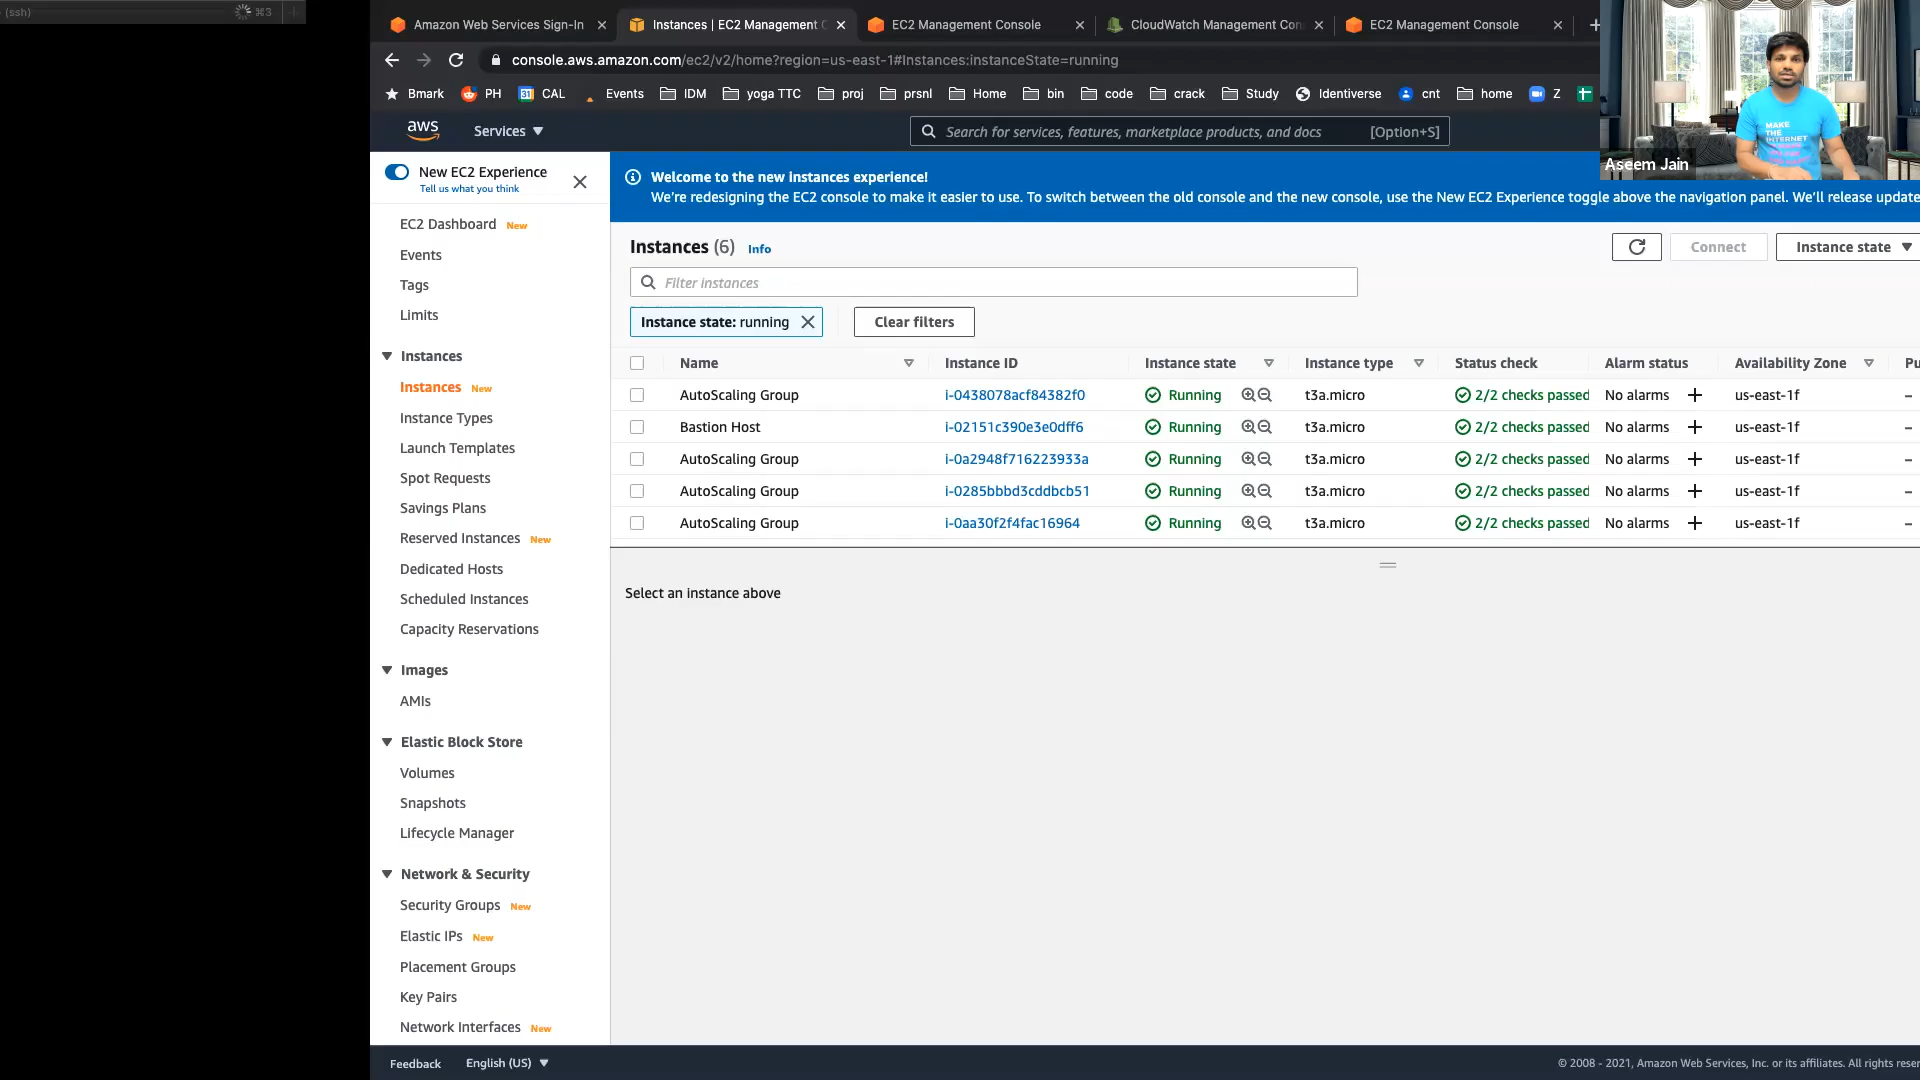 (ssh) ⌘3
Amazon Web Services Sign-In Instances | EC2 Management C EC2 Management Console CloudWatch Management Con EC2 Management Console
console.aws.amazon.com/ec2/v2/home?region=us-east-1#Instances:instanceState=running
Bmark PH CAL Events IDM yoga TTC proj prsnl Home bin code crack Study Identiverse cnt home Z
aws Services Search for services, features, marketplace products, and docs [Option+S]
MAKE
THE
INTERNET
Aseem Jain
New EC2 Experience
Tell us what you think
Welcome to the new instances experience!
We're redesigning the EC2 console to make it easier to use. To switch between the old console and the new console, use the New EC2 Experience toggle above the navigation panel. We'll release update
EC2 Dashboard New
Events
Tags
Limits
Instances
Instances New
Instance Types
Launch Templates
Spot Requests
Savings Plans
Reserved Instances New
Dedicated Hosts
Scheduled Instances
Capacity Reservations
Images
AMIs
Elastic Block Store
Volumes
Snapshots
Lifecycle Manager
Network & Security
Security Groups New
Elastic IPs New
Placement Groups
Key Pairs
Network Interfaces New
Instances (6) Info Connect Instance state
Filter instances
Instance state: running Clear filters
Name Instance ID Instance state Instance type Status check Alarm status Availability Zone Pu
AutoScaling Group i-0438078acf84382f0 Running t3a.micro 2/2 checks passed No alarms + us-east-1f –
Bastion Host i-02151c390e3e0dff6 Running t3a.micro 2/2 checks passed No alarms + us-east-1f –
AutoScaling Group i-0a2948f716223933a Running t3a.micro 2/2 checks passed No alarms + us-east-1f –
AutoScaling Group i-0285bbbd3cddbcb51 Running t3a.micro 2/2 checks passed No alarms + us-east-1f –
AutoScaling Group i-0aa30f2f4fac16964 Running t3a.micro 2/2 checks passed No alarms + us-east-1f –
Select an instance above
Feedback English (US) © 2008 - 2021, Amazon Web Services, Inc. or its affiliates. All rights reser